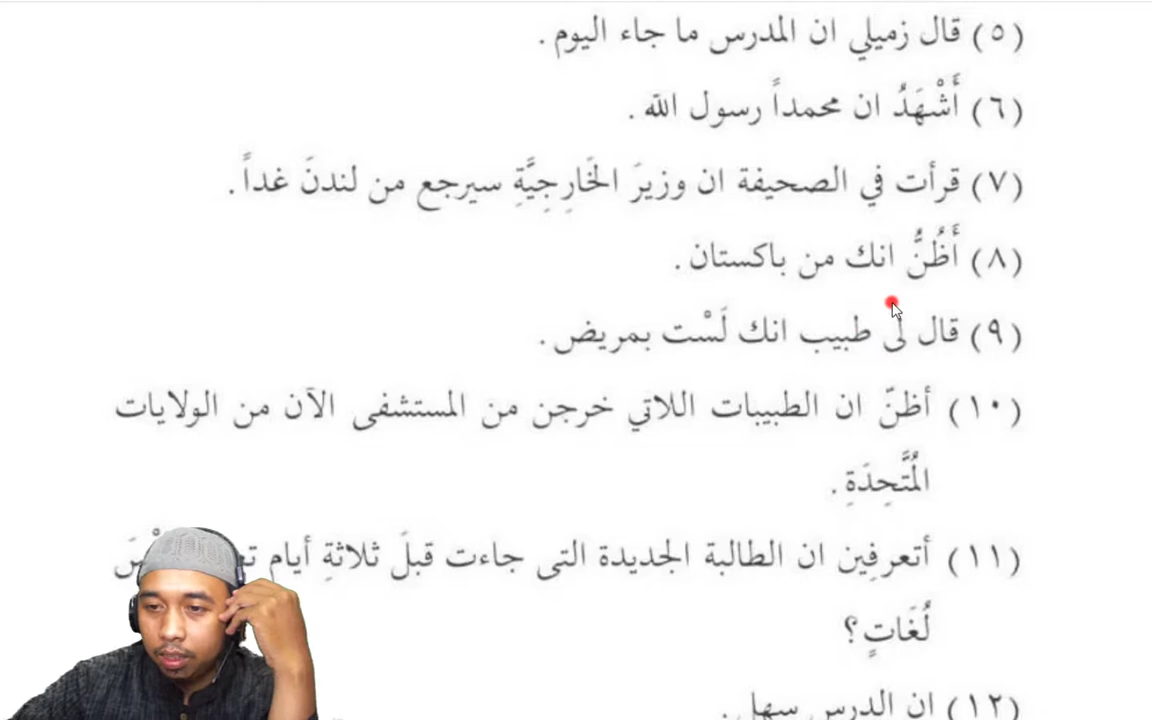 (٥) قال زميلي ان المدرس ما جاء اليوم .
(٦) أَشْهَدُ ان محمداً رسول الله .
(٧) قرأت في الصحيفة ان وزيرَ الخَارِجِيَّةِ سيرجع من لندنَ غداً .
(٨) أَظُنُّ انك من باكستان .
(٩) قال لى طبيب انك لَسْت بمريض .
(١٠) أظنّ ان الطبيبات اللاتي خرجن من المستشفى الآن من الولايات
المُتَّحِدَةِ .
(١١) أتعرفِين ان الطالبة الجديدة التى جاءت قبلَ ثلاثةِ أيام
لُغَاتٍ ؟
(١٢) ان الدرس سهل .